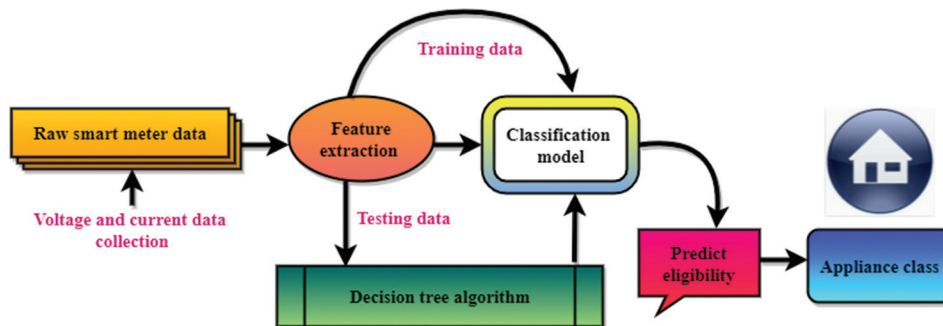 Training data
Raw smart meter data
Feature
extraction
Classification
model
Voltage and current data
collection
Testing data
Predict
eligibility
Appliance class
Decision tree algorithm